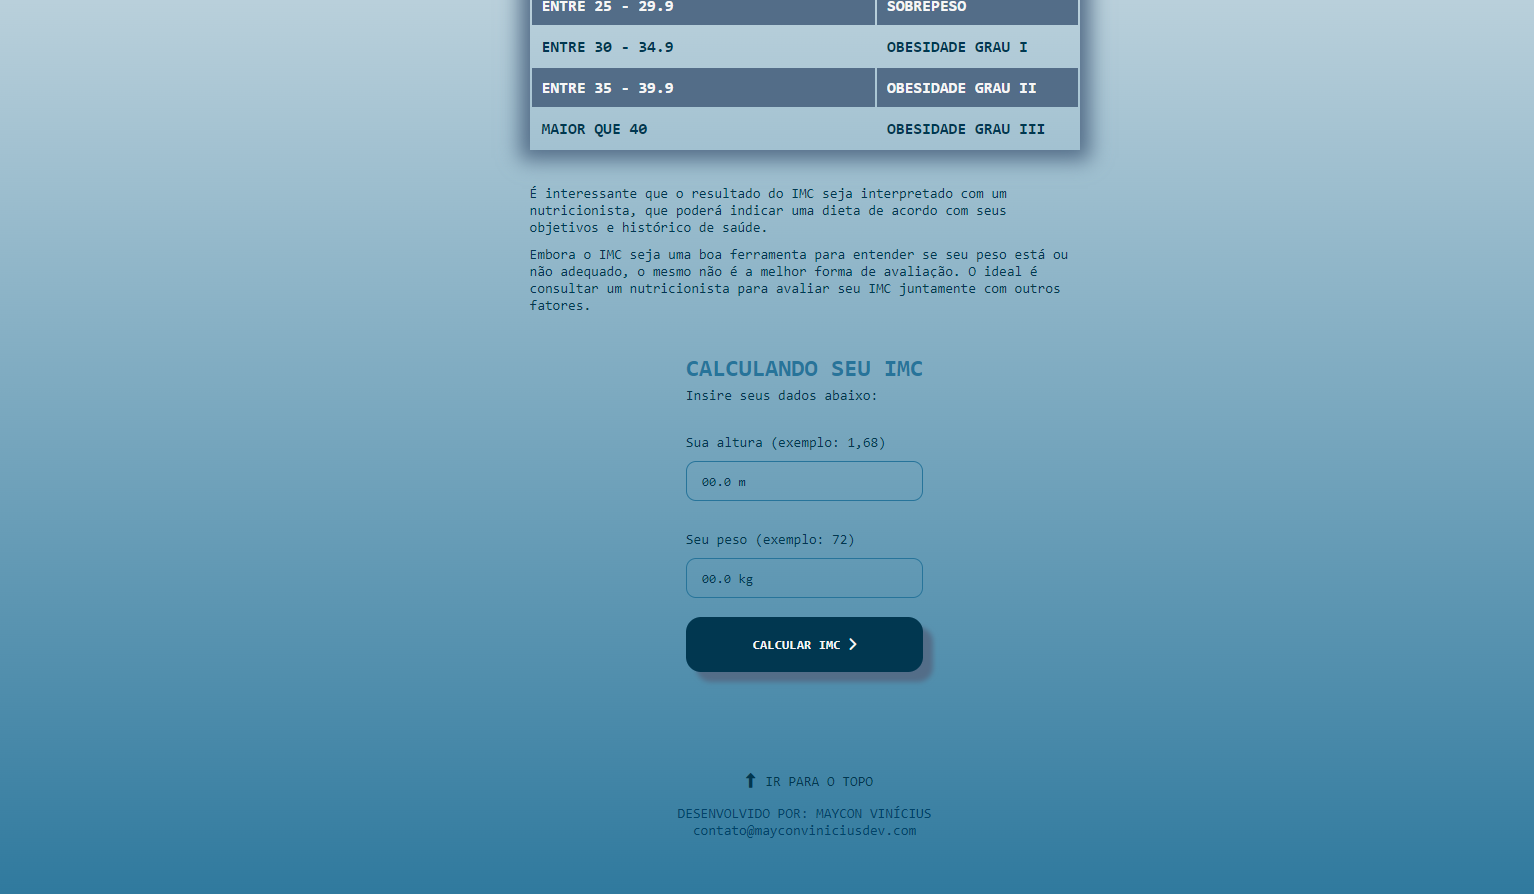 ENTRE 25 - 29.9 SOBREPESO
ENTRE 30 - 34.9 OBESIDADE GRAU I
ENTRE 35 - 39.9 OBESIDADE GRAU II
MAIOR QUE 40 OBESIDADE GRAU III
É interessante que o resultado do IMC seja interpretado com um
nutricionista, que poderá indicar uma dieta de acordo com seus
objetivos e histórico de saúde.
Embora o IMC seja uma boa ferramenta para entender se seu peso está ou
não adequado, o mesmo não é a melhor forma de avaliação. O ideal é
consultar um nutricionista para avaliar seu IMC juntamente com outros
fatores.
CALCULANDO SEU IMC
Insire seus dados abaixo:
Sua altura (exemplo: 1,68)
00.0 m
Seu peso (exemplo: 72)
00.0 kg
CALCULAR IMC
IR PARA O TOPO
DESENVOLVIDO POR: MAYCON VINÍCIUS
contato@mayconviniciusdev.com